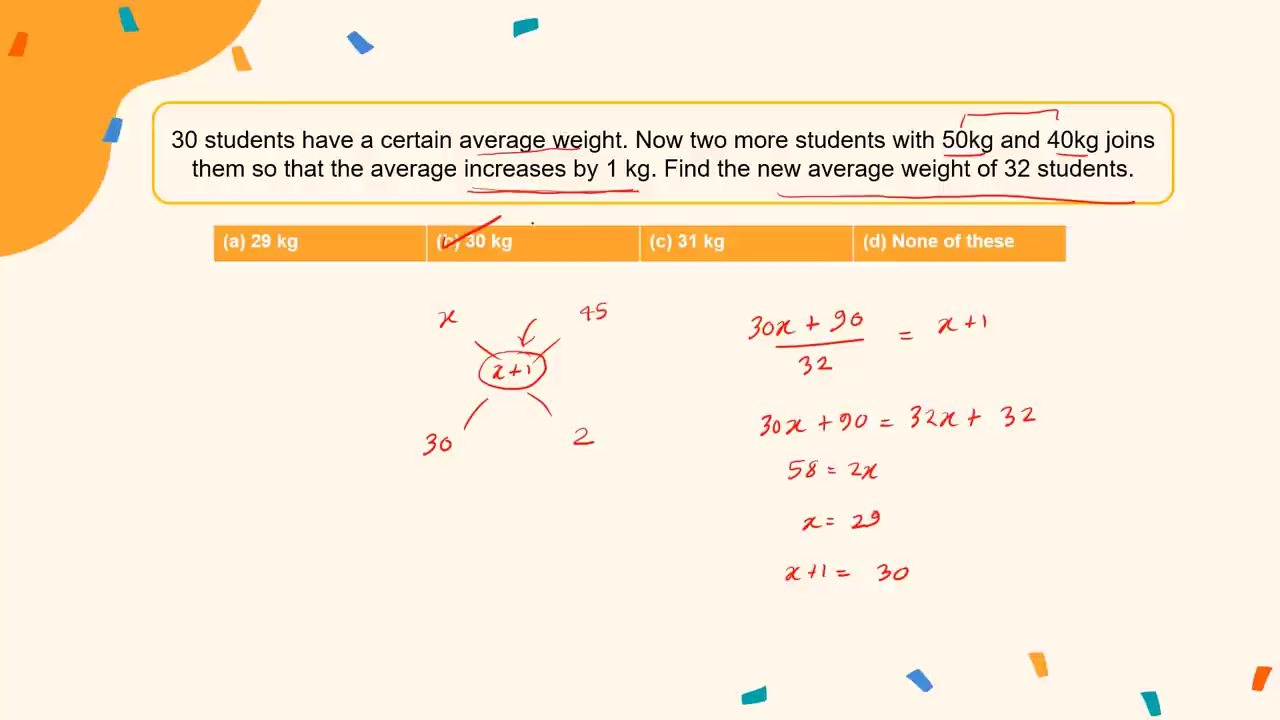 30 students have a certain average weight. Now two more students with 50kg and 40kg joins
them so that the average increases by 1 kg. Find the new average weight of 32 students.
(a) 29 kg (b) 30 kg (c) 31 kg (d) None of these
x 45
x+1
30 2
30x + 90 = x+1
32
30x + 90 = 32x + 32
58 = 2x
x = 29
x+1 = 30